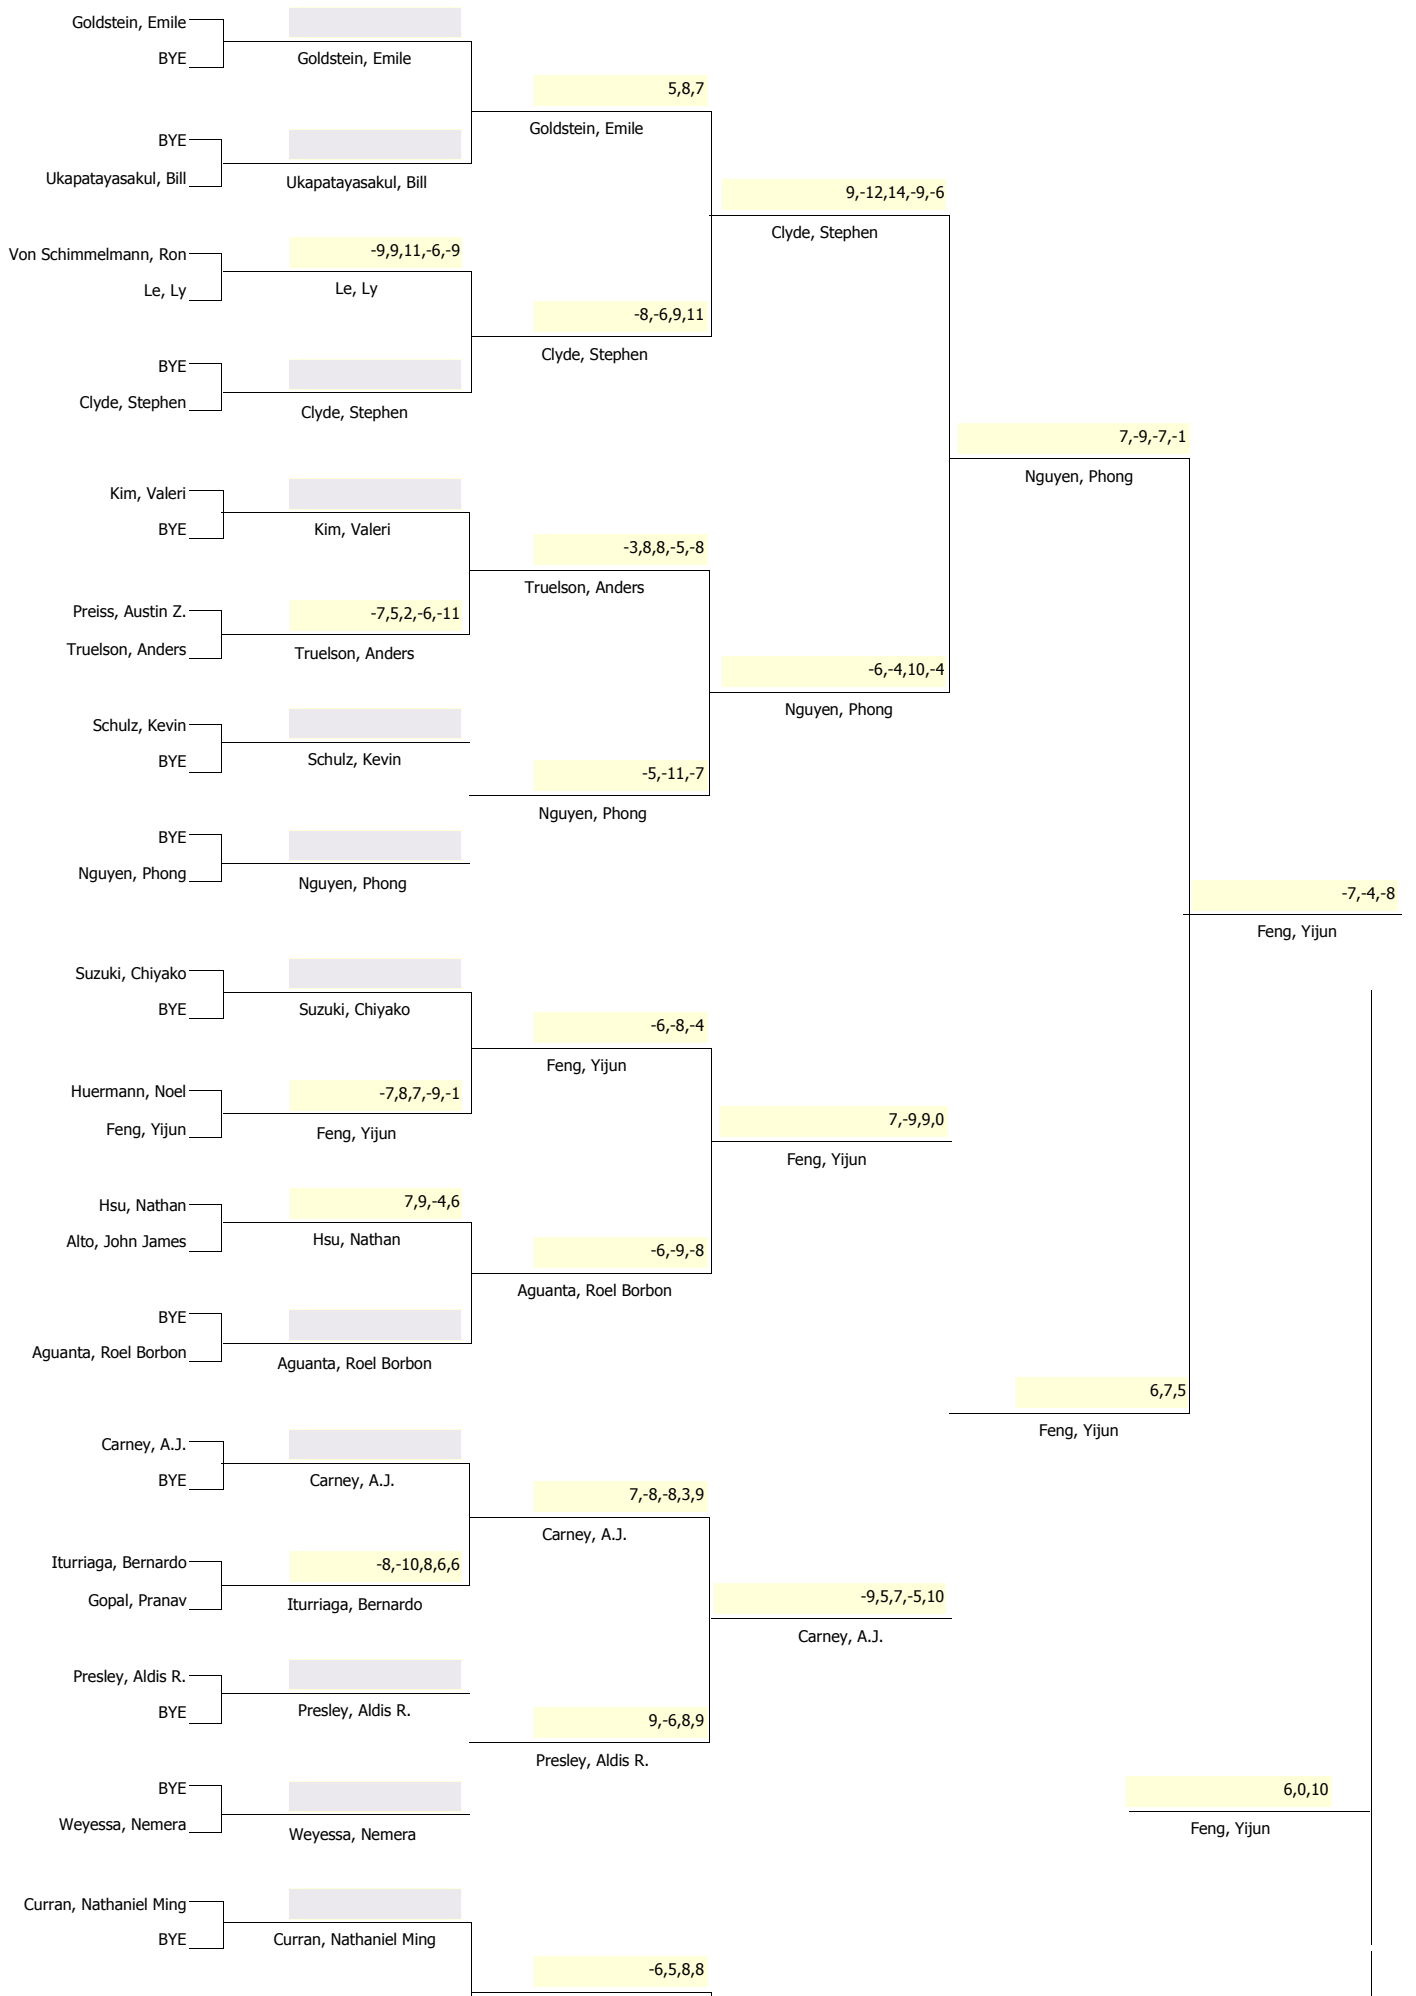 Goldstein, Emile
BYE
Goldstein, Emile
5,8,7
Goldstein, Emile
BYE
Ukapatayasakul, Bill
Ukapatayasakul, Bill
9,-12,14,-9,-6
Clyde, Stephen
Von Schimmelmann, Ron
-9,9,11,-6,-9
Le, Ly
Le, Ly
-8,-6,9,11
Clyde, Stephen
BYE
Clyde, Stephen
Clyde, Stephen
7,-9,-7,-1
Nguyen, Phong
Kim, Valeri
BYE
Kim, Valeri
-3,8,8,-5,-8
Truelson, Anders
Preiss, Austin Z.
-7,5,2,-6,-11
Truelson, Anders
Truelson, Anders
-6,-4,10,-4
Nguyen, Phong
Schulz, Kevin
BYE
Schulz, Kevin
-5,-11,-7
Nguyen, Phong
BYE
Nguyen, Phong
Nguyen, Phong
-7,-4,-8
Feng, Yijun
Suzuki, Chiyako
BYE
Suzuki, Chiyako
-6,-8,-4
Feng, Yijun
Huermann, Noel
-7,8,7,-9,-1
Feng, Yijun
Feng, Yijun
7,-9,9,0
Feng, Yijun
Hsu, Nathan
7,9,-4,6
Alto, John James
Hsu, Nathan
-6,-9,-8
Aguanta, Roel Borbon
BYE
Aguanta, Roel Borbon
Aguanta, Roel Borbon
6,7,5
Feng, Yijun
Carney, A.J.
BYE
Carney, A.J.
7,-8,-8,3,9
Carney, A.J.
Iturriaga, Bernardo
-8,-10,8,6,6
Gopal, Pranav
Iturriaga, Bernardo
-9,5,7,-5,10
Carney, A.J.
Presley, Aldis R.
BYE
Presley, Aldis R.
9,-6,8,9
Presley, Aldis R.
BYE
Weyessa, Nemera
Weyessa, Nemera
6,0,10
Feng, Yijun
Curran, Nathaniel Ming
BYE
Curran, Nathaniel Ming
-6,5,8,8